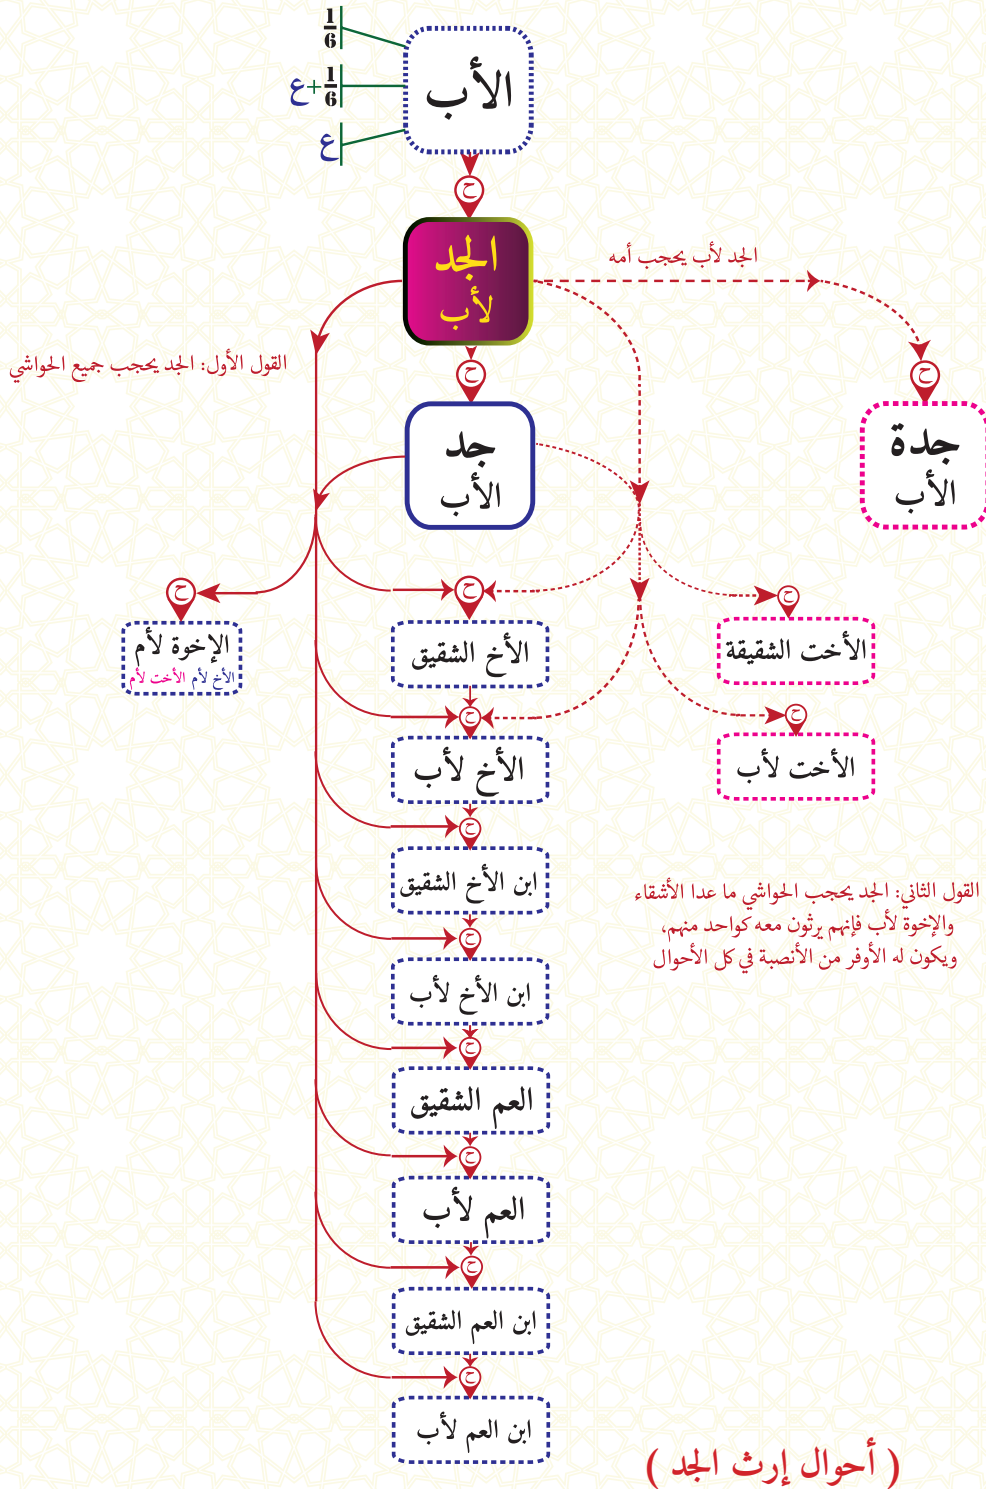 1/6
1/6+ع
ع
الأب
ح
الجد
لأب
الجد لأب يحجب أمه
القول الأول: الجد يحجب جميع الحواشي
ح
جد
الأب
ح
جدة
الأب
ح
الإخوة لأم
الأخ لأم الأخت لأم
ح
الأخ الشقيق
ح
الأخت الشقيقة
ح
الأخ لأب
ح
الأخت لأب
ح
ابن الأخ الشقيق
القول الثاني: الجد يحجب الحواشي ما عدا الأشقاء
والإخوة لأب فإنهم يرثون معه كواحد منهم،
ويكون له الأوفر من الأنصبة في كل الأحوال
ح
ابن الأخ لأب
ح
العم الشقيق
ح
العم لأب
ح
ابن العم الشقيق
ح
ابن العم لأب
( أحوال إرث الجد )